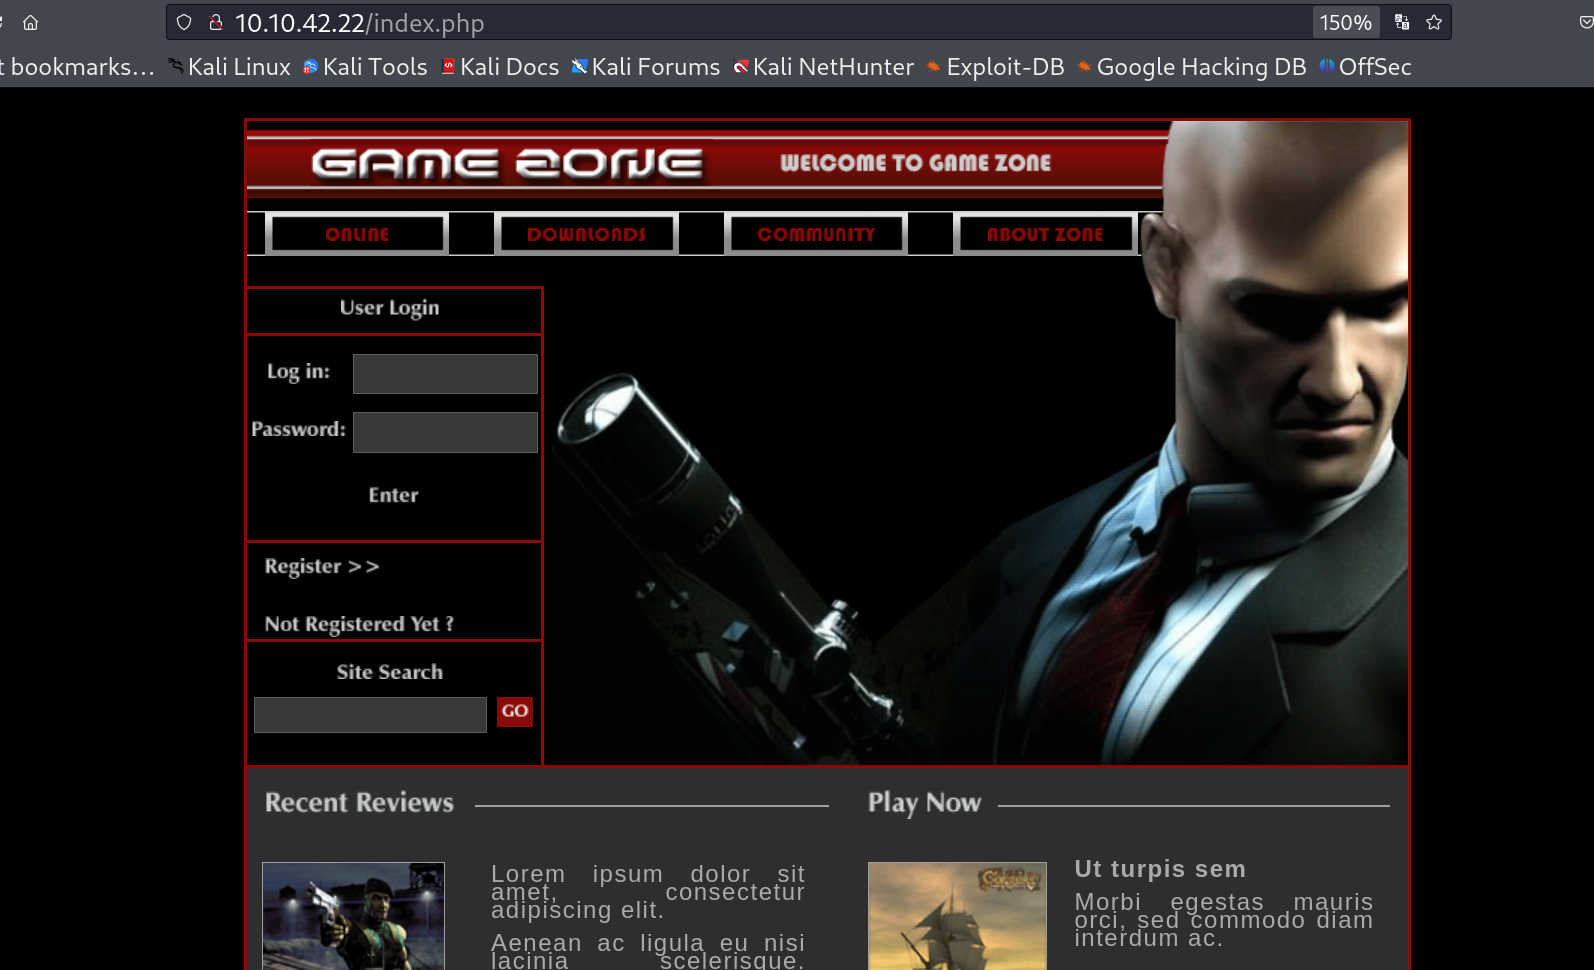 10.10.42.22/index.php
150%
t bookmarks...
Kali Linux
Kali Tools
Kali Docs
Kali Forums
Kali NetHunter
Exploit-DB
Google Hacking DB
OffSec
GAME ZONE
WELCOME TO GAME ZONE
ONLINE
DOWNLOADS
COMMUNITY
ABOUT ZONE
User Login
Log in:
Password:
Enter
Register >>
Not Registered Yet ?
Site Search
GO
Recent Reviews
Lorem ipsum dolor sit
amet, consectetur
adipiscing elit.
Aenean ac ligula eu nisi
lacinia scelerisque.
Play Now
Ut turpis sem
Morbi egestas mauris
orci, sed commodo diam
interdum ac.